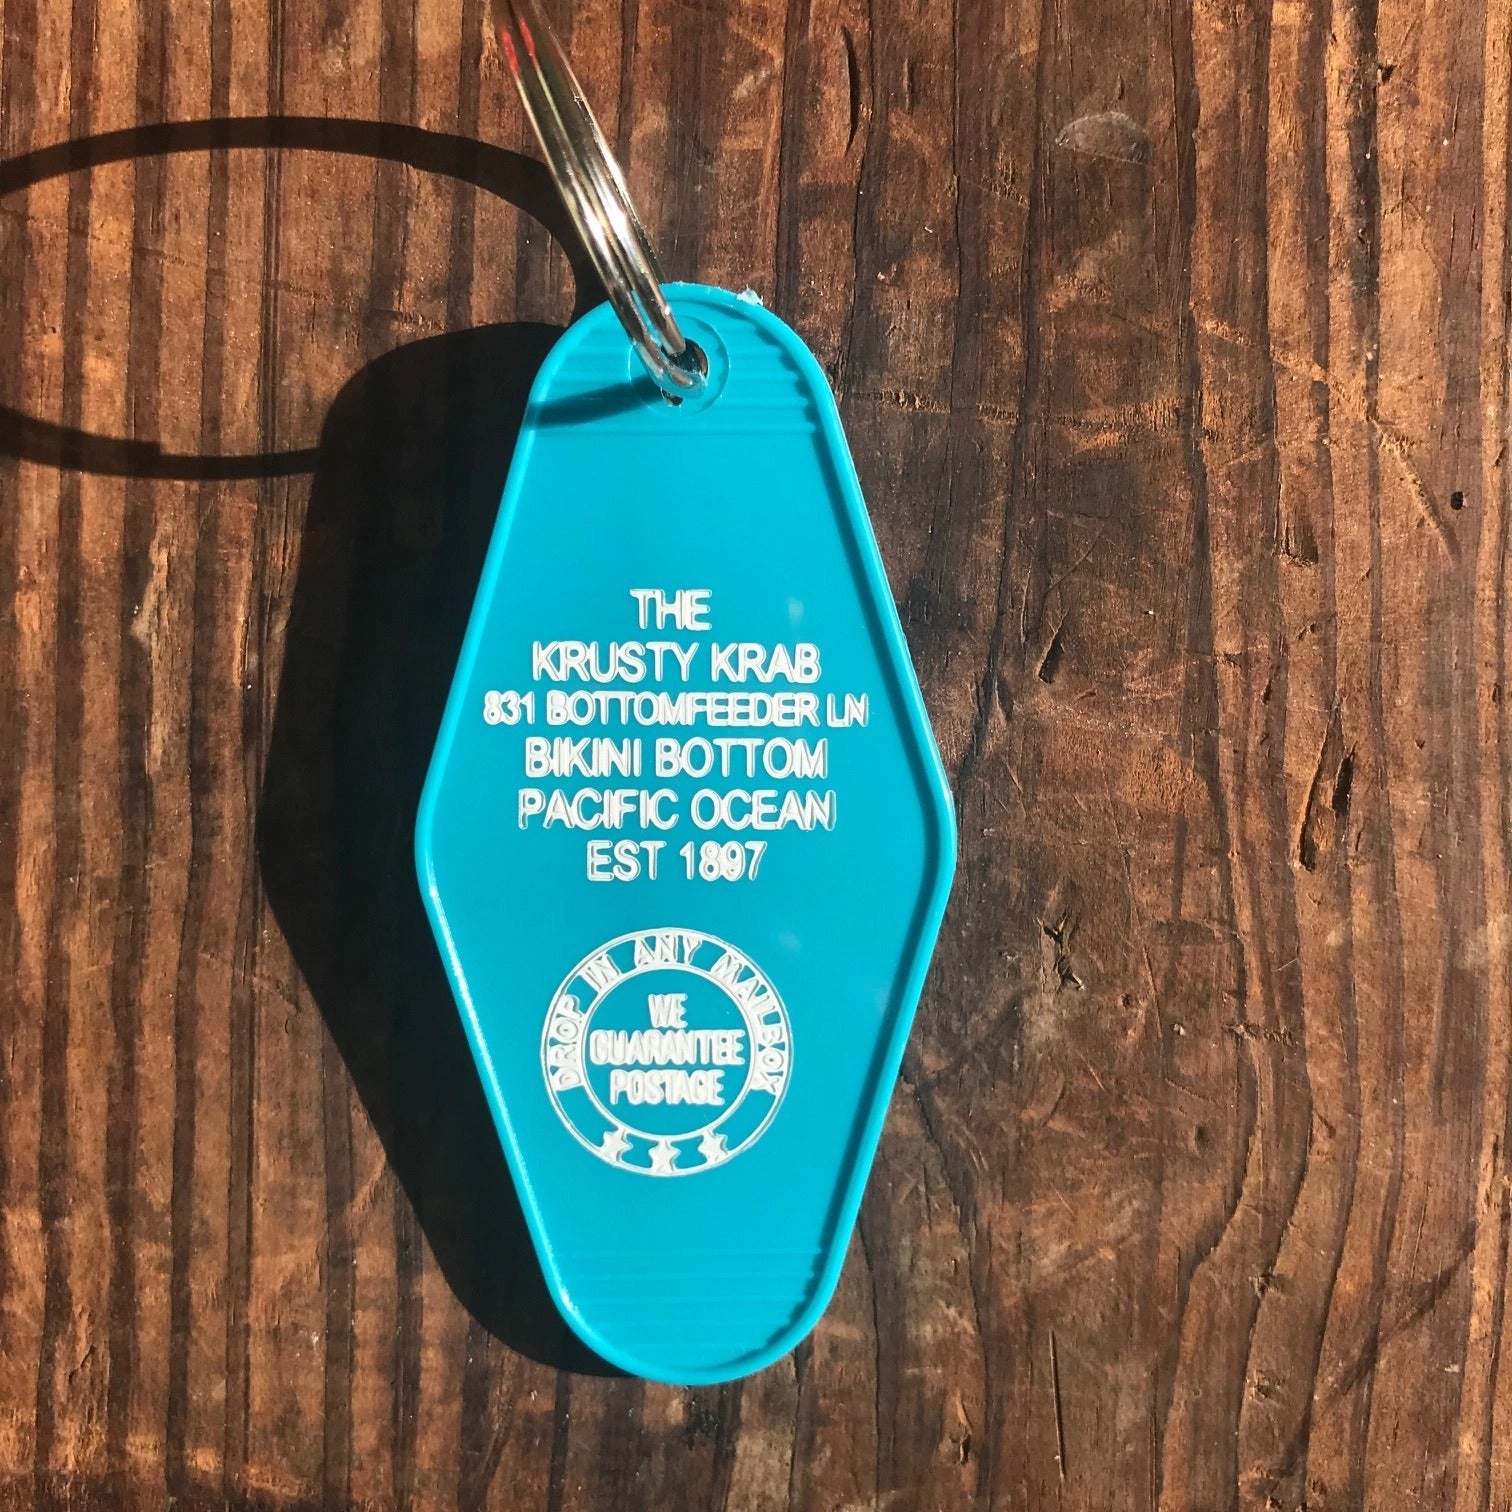 THE
KRUSTY KRAB
831 BOTTOMFEEDER LN
BIKINI BOTTOM
PACIFIC OCEAN
EST 1897
DROP IN ANY MAILBOX
WE
GUARANTEE
POSTAGE